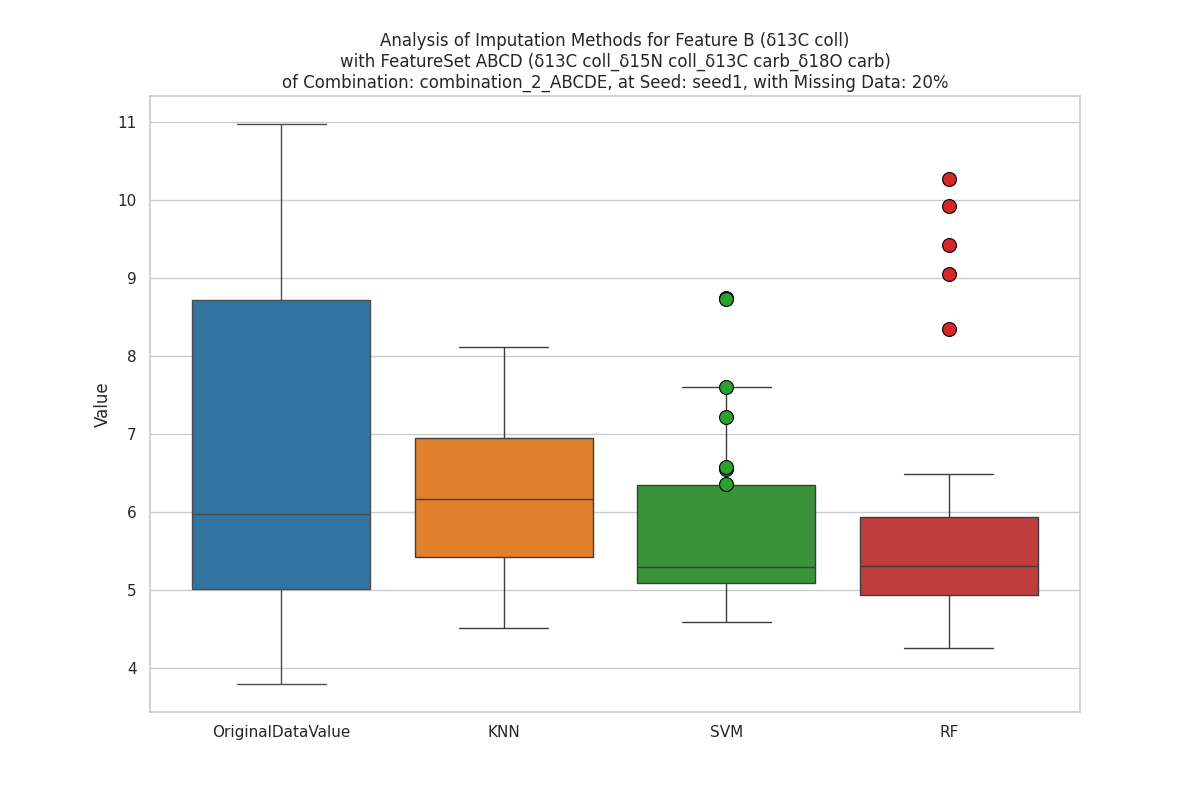 Analysis of Imputation Methods for Feature B (δ13C coll)
with FeatureSet ABCD (δ13C coll_δ15N coll_δ13C carb_δ18O carb)
of Combination: combination_2_ABCDE, at Seed: seed1, with Missing Data: 20%
11
10
9
8
7
6
5
4
Value
OriginalDataValue
KNN
SVM
RF